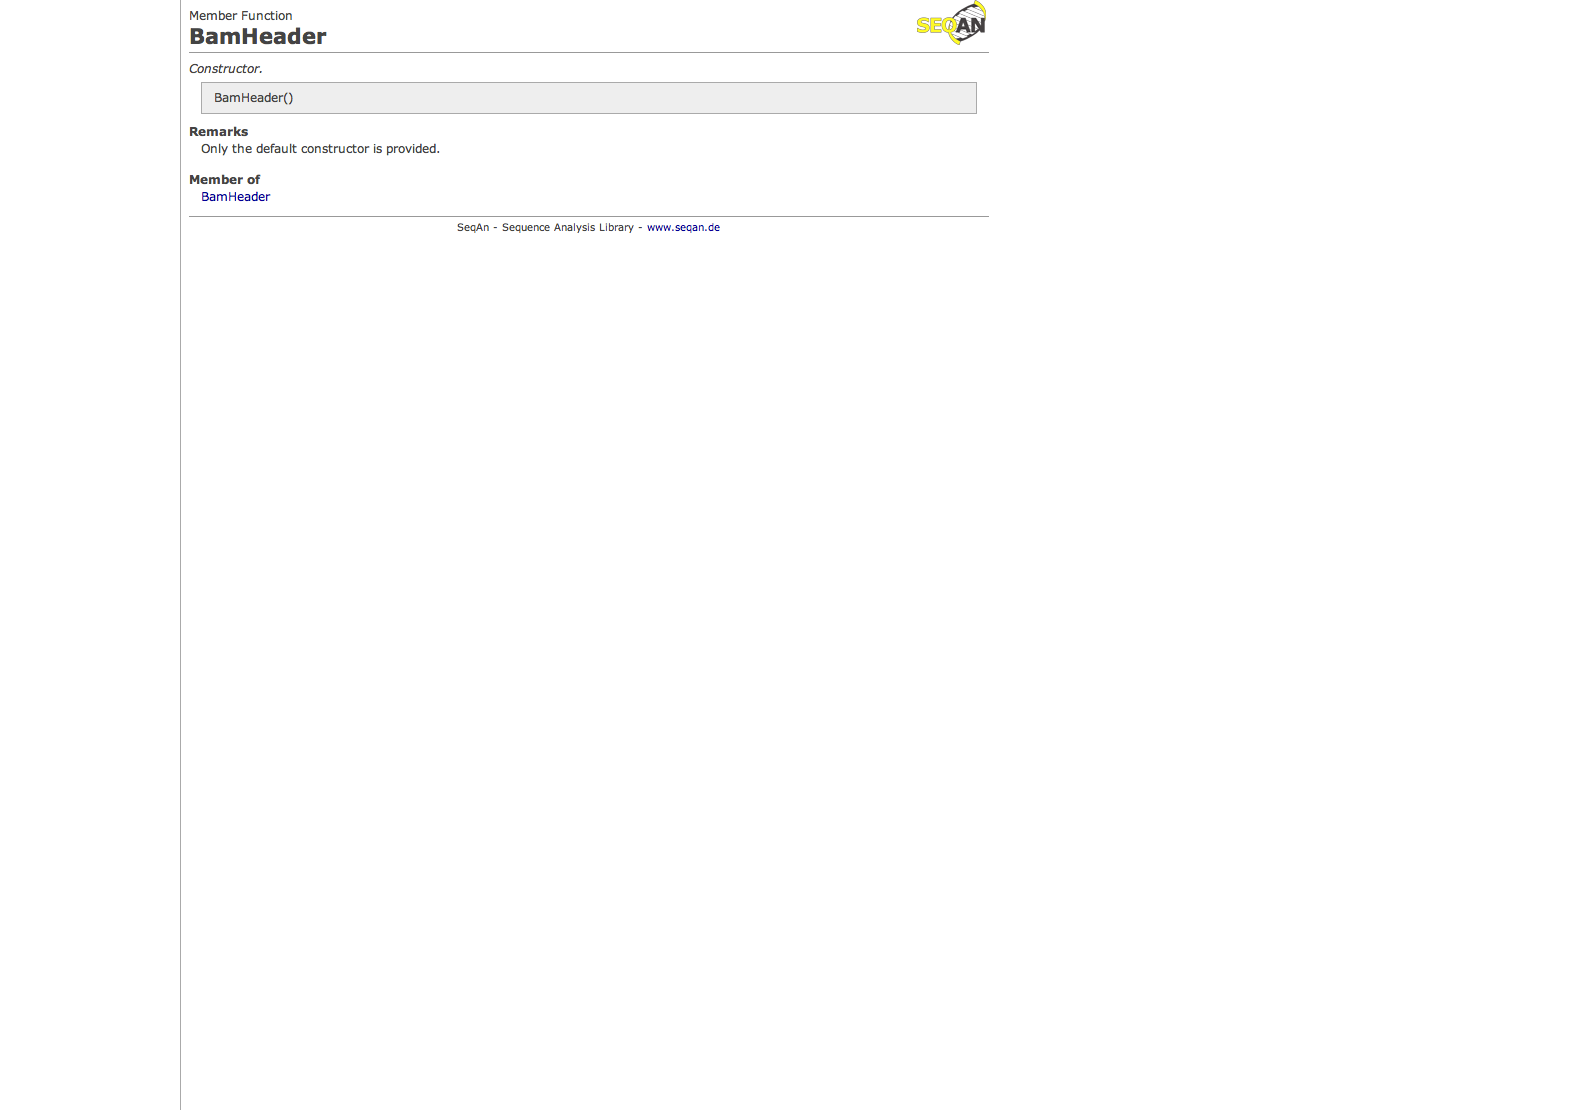 Member Function
BamHeader
SEQAN
Constructor.
BamHeader()
Remarks
Only the default constructor is provided.
Member of
BamHeader
SeqAn - Sequence Analysis Library - www.seqan.de